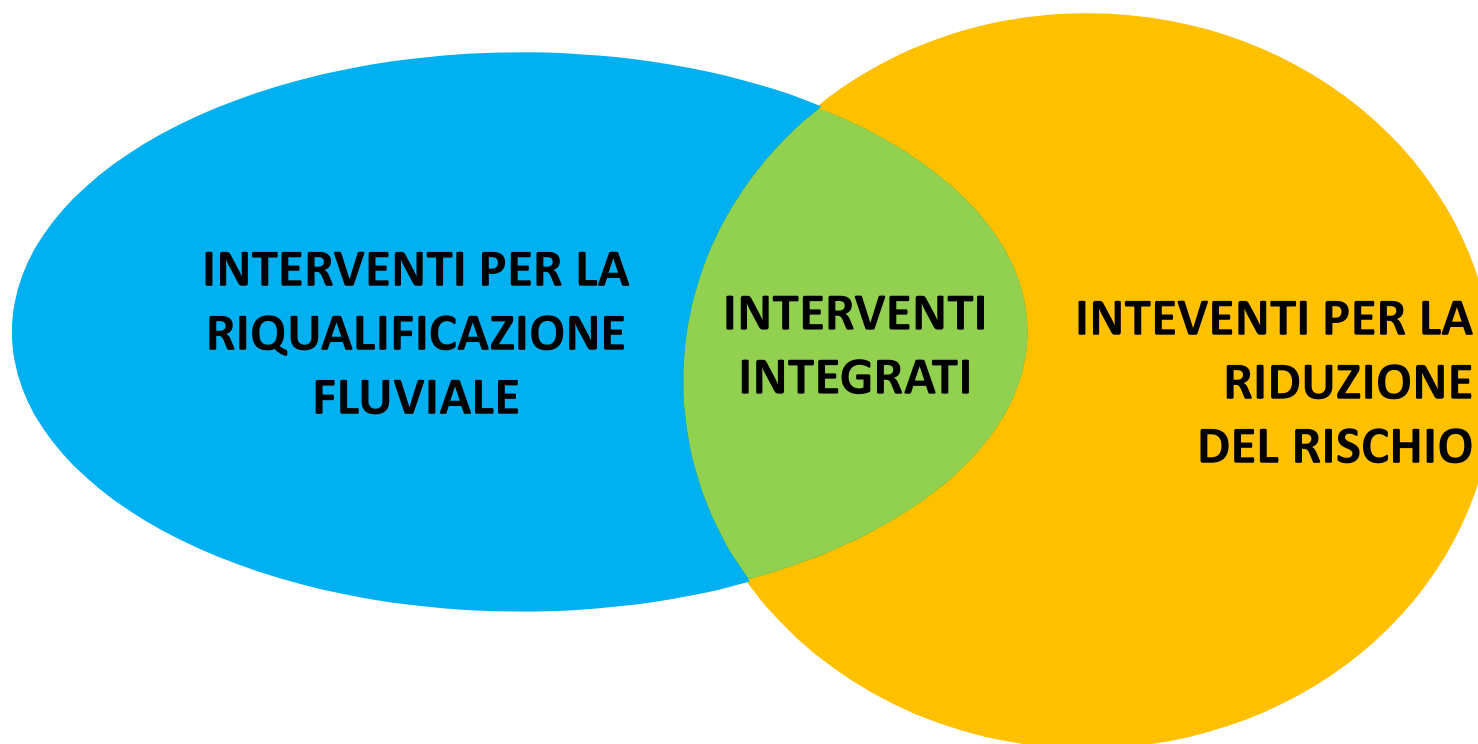 INTERVENTI PER LA
RIQUALIFICAZIONE
FLUVIALE
INTERVENTI
INTEGRATI
INTEVENTI PER LA
RIDUZIONE
DEL RISCHIO